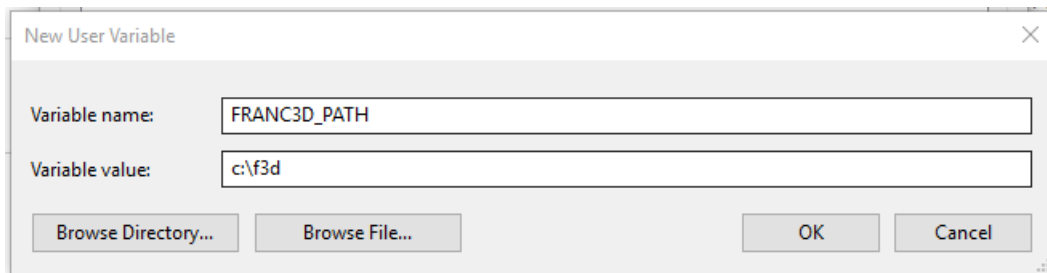 New User Variable
Variable name: FRANC3D_PATH
Variable value: c:\f3d
Browse Directory... Browse File... OK Cancel